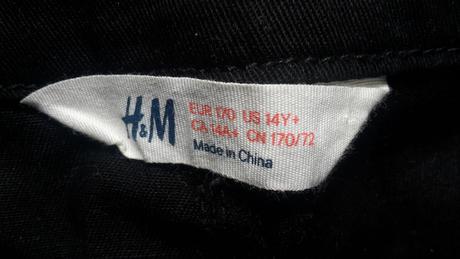 H&M
EUR 170 US 14Y+
CA 14A+ CN 170/72
Made in China